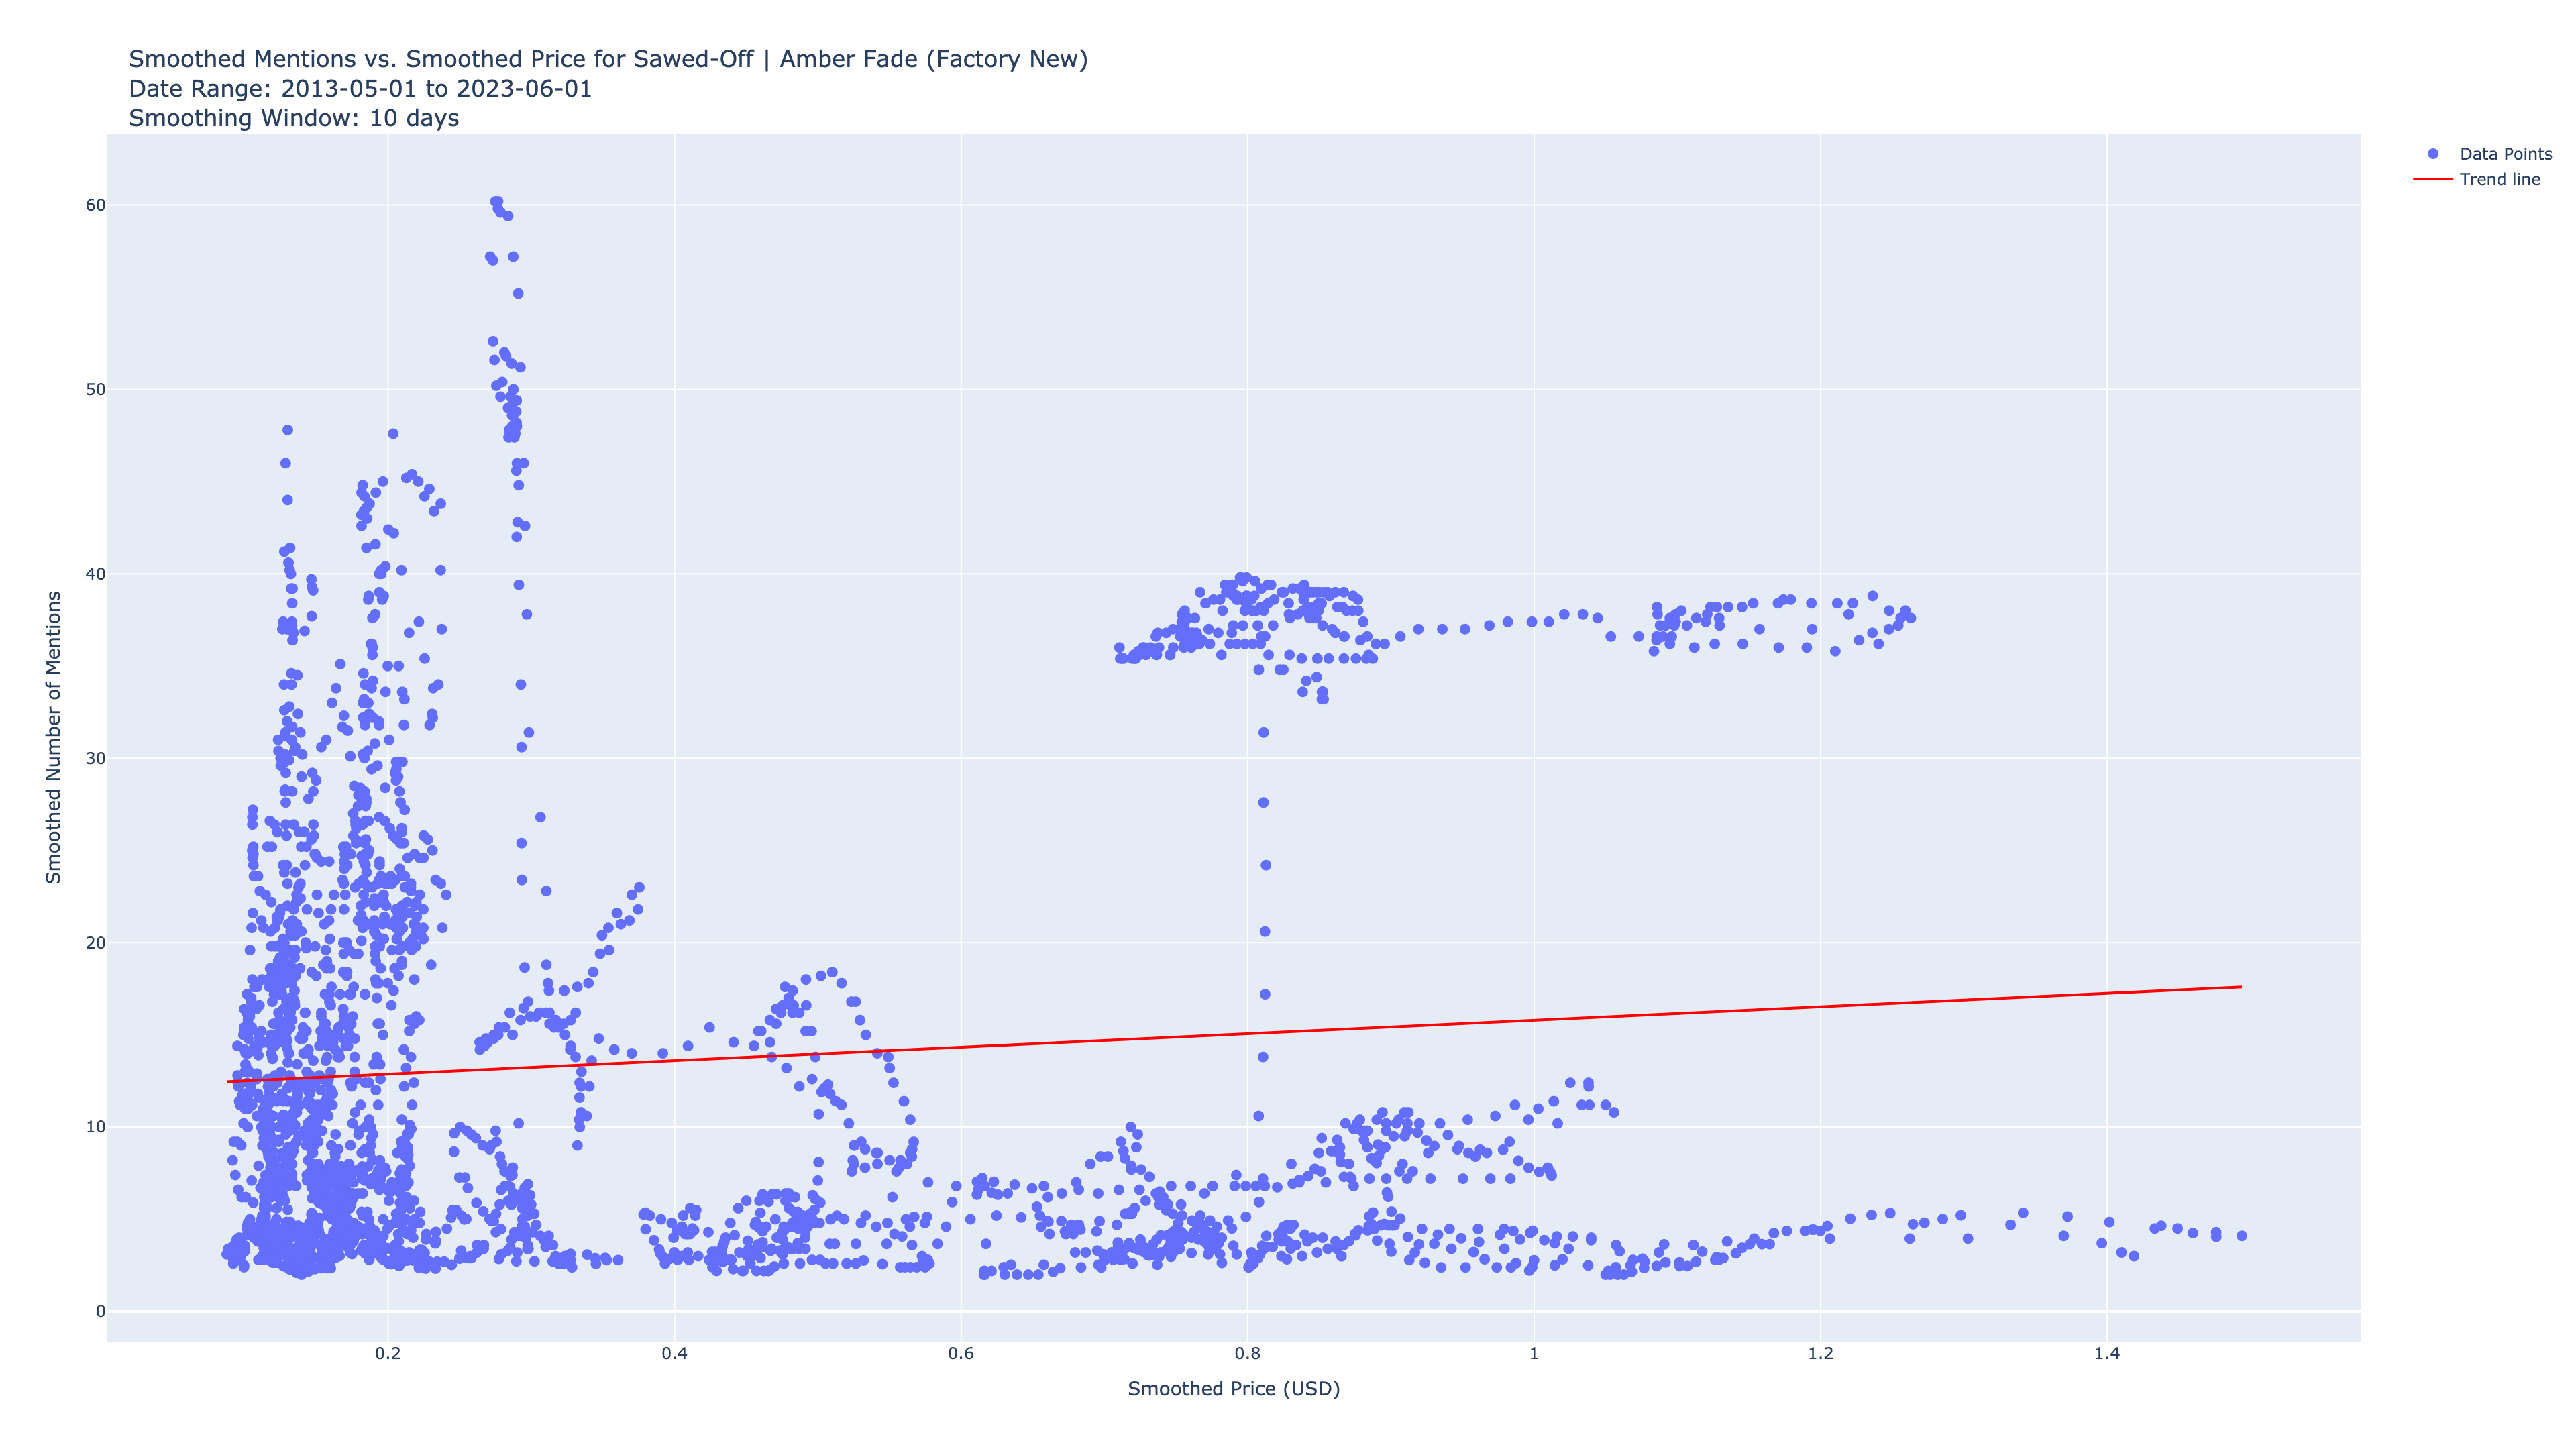 Smoothed Mentions vs. Smoothed Price for Sawed-Off | Amber Fade (Factory New)
Date Range: 2013-05-01 to 2023-06-01
Smoothing Window: 10 days
Data Points
Trend line
60
50
40
30
20
10
0
Smoothed Number of Mentions
0.2
0.4
0.6
0.8
1
1.2
1.4
Smoothed Price (USD)